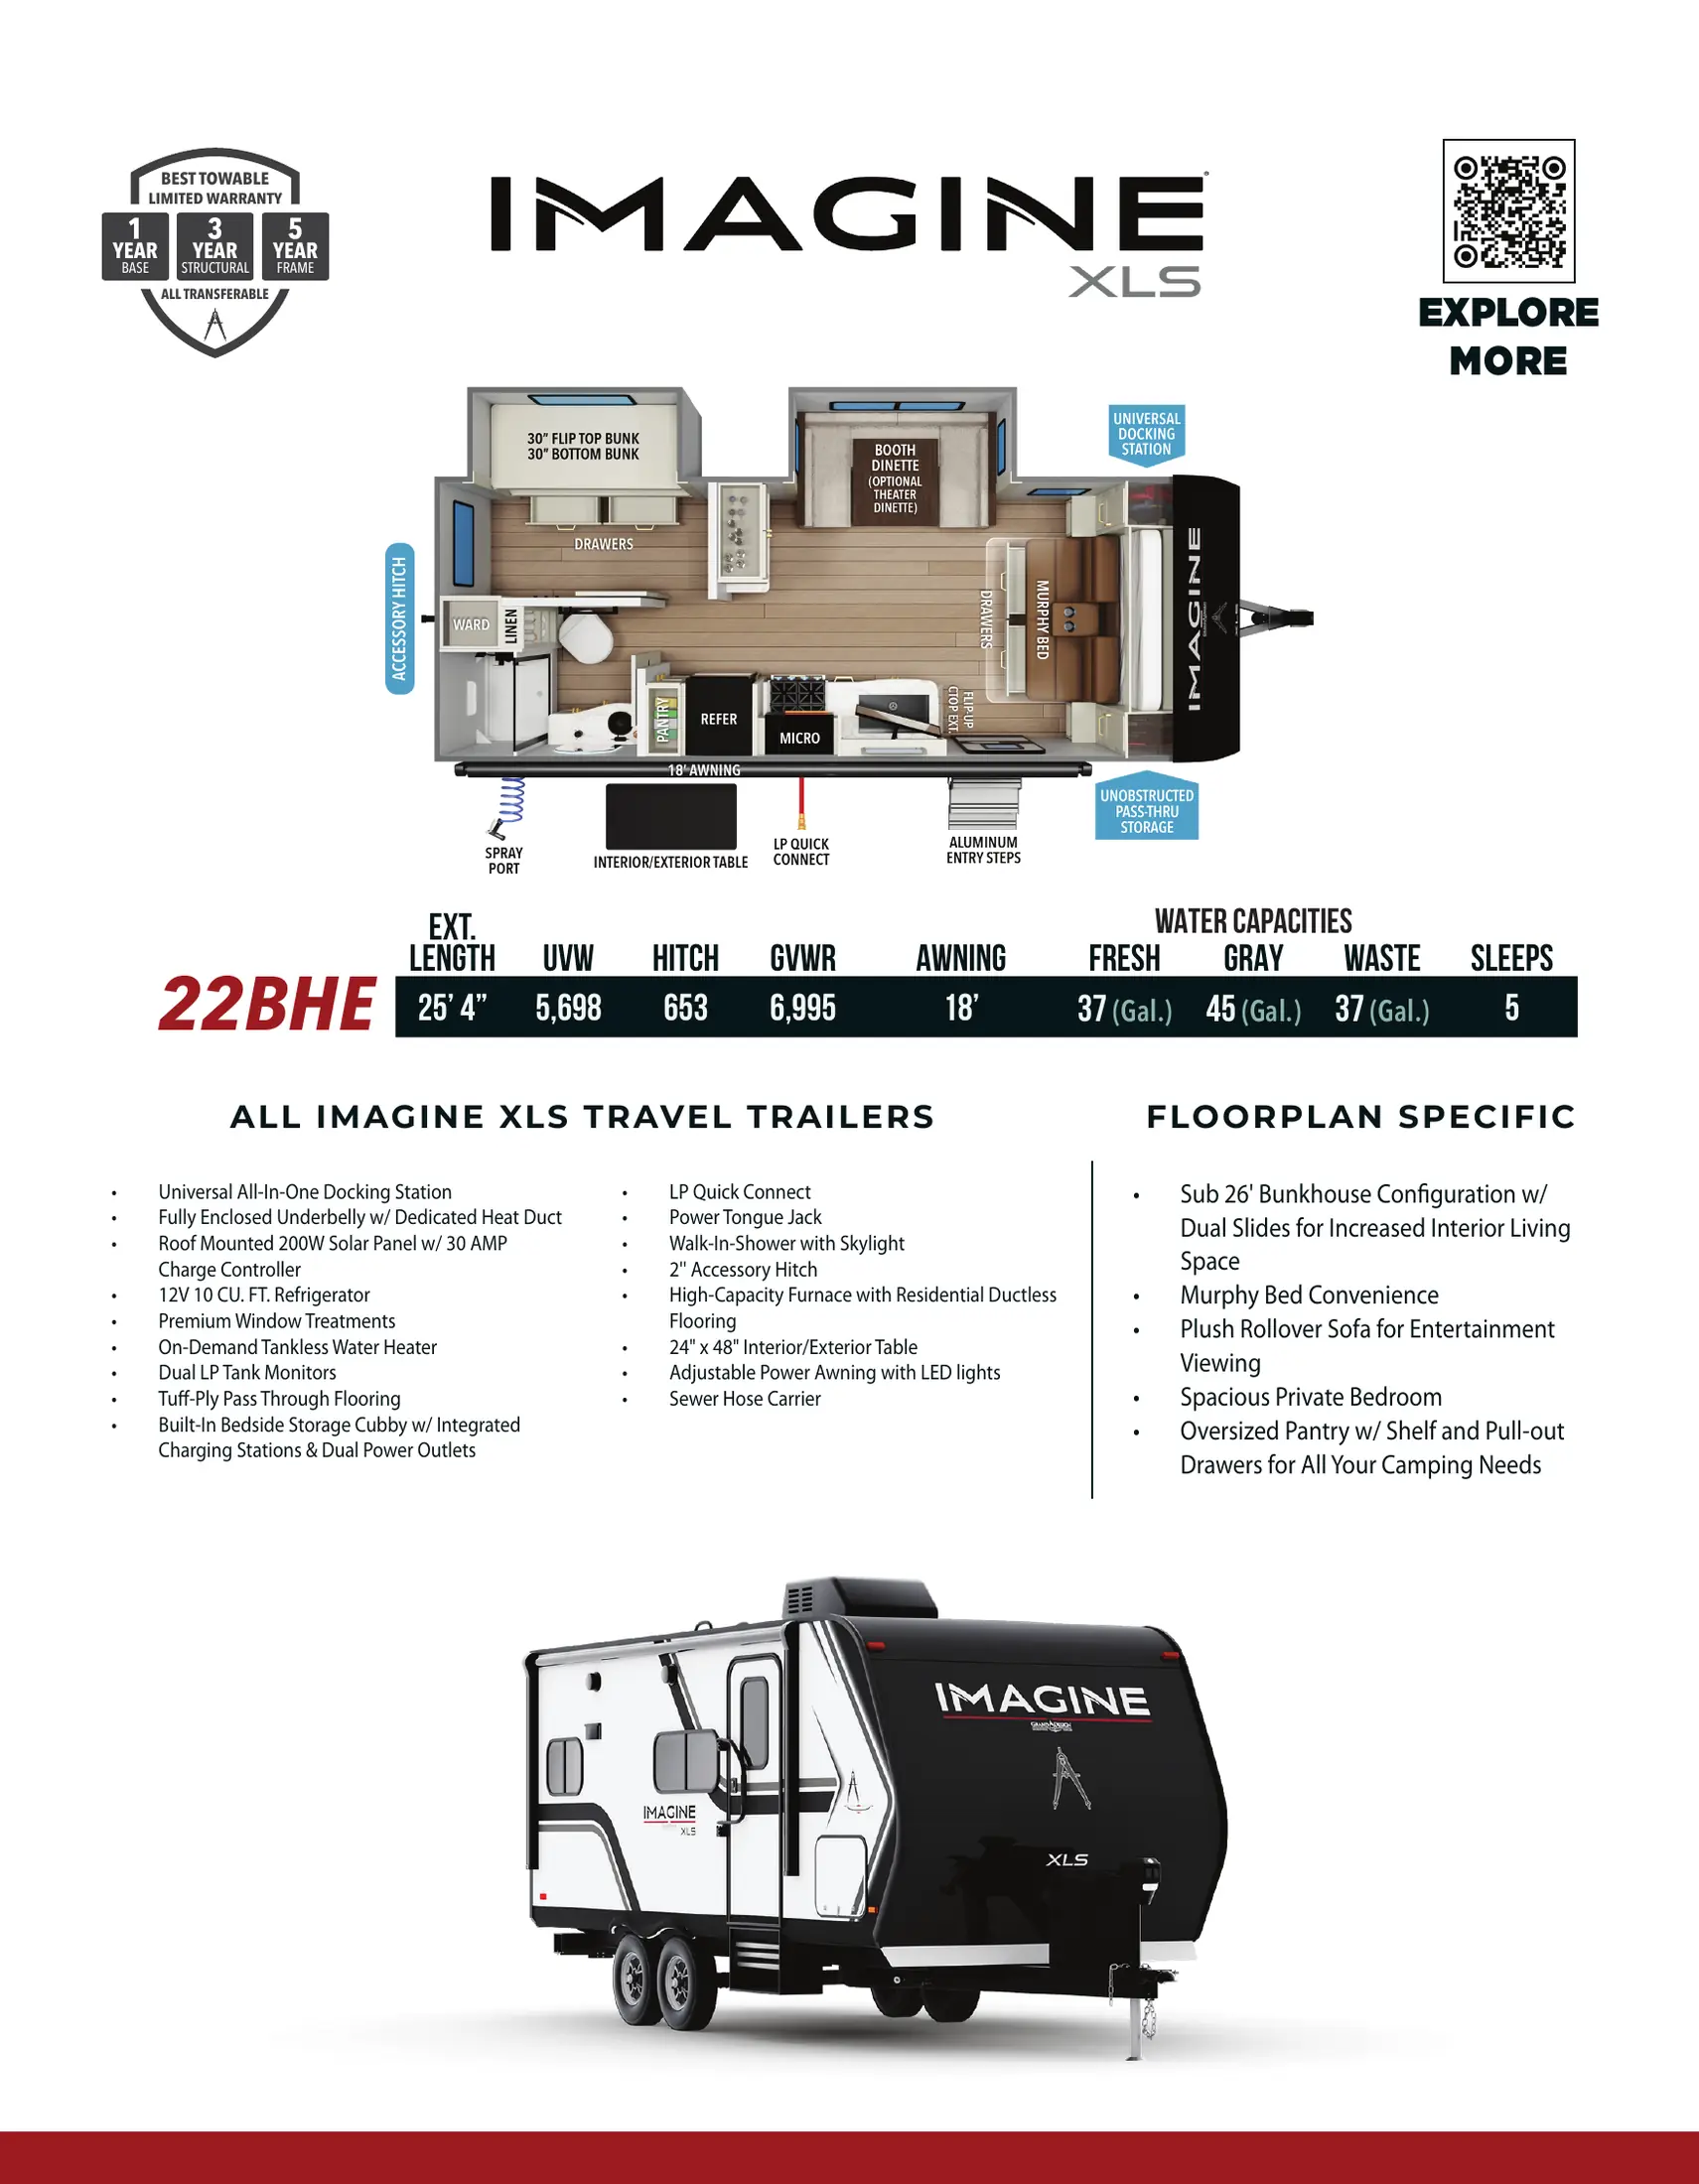 BEST TOWABLE
LIMITED WARRANTY
1 YEAR BASE
3 YEAR STRUCTURAL
5 YEAR FRAME
ALL TRANSFERABLE
IMAGINE®
XLS
EXPLORE
MORE
30” FLIP TOP BUNK
30” BOTTOM BUNK
DRAWERS
BOOTH
DINETTE
(OPTIONAL
THEATER
DINETTE)
UNIVERSAL
DOCKING
STATION
ACCESSORY HITCH
WARD
LINEN
DRAWERS
MURPHY BED
IMAGINE
PANTRY
REFER
MICRO
FLIP-UP
CTOP EXT.
18’ AWNING
SPRAY
PORT
INTERIOR/EXTERIOR TABLE
LP QUICK
CONNECT
ALUMINUM
ENTRY STEPS
UNOBSTRUCTED
PASS-THRU
STORAGE
WATER CAPACITIES
EXT. LENGTH UVW HITCH GVWR AWNING FRESH GRAY WASTE SLEEPS
22BHE 25’ 4” 5,698 653 6,995 18’ 37 (Gal.) 45 (Gal.) 37 (Gal.) 5
ALL IMAGINE XLS TRAVEL TRAILERS
• Universal All-In-One Docking Station
• Fully Enclosed Underbelly w/ Dedicated Heat Duct
• Roof Mounted 200W Solar Panel w/ 30 AMP
Charge Controller
• 12V 10 CU. FT. Refrigerator
• Premium Window Treatments
• On-Demand Tankless Water Heater
• Dual LP Tank Monitors
• Tuff-Ply Pass Through Flooring
• Built-In Bedside Storage Cubby w/ Integrated
Charging Stations & Dual Power Outlets
• LP Quick Connect
• Power Tongue Jack
• Walk-In-Shower with Skylight
• 2" Accessory Hitch
• High-Capacity Furnace with Residential Ductless
Flooring
• 24" x 48" Interior/Exterior Table
• Adjustable Power Awning with LED lights
• Sewer Hose Carrier
FLOORPLAN SPECIFIC
• Sub 26' Bunkhouse Configuration w/
Dual Slides for Increased Interior Living
Space
• Murphy Bed Convenience
• Plush Rollover Sofa for Entertainment
Viewing
• Spacious Private Bedroom
• Oversized Pantry w/ Shelf and Pull-out
Drawers for All Your Camping Needs
IMAGINE
XLS
IMAGINE
XLS